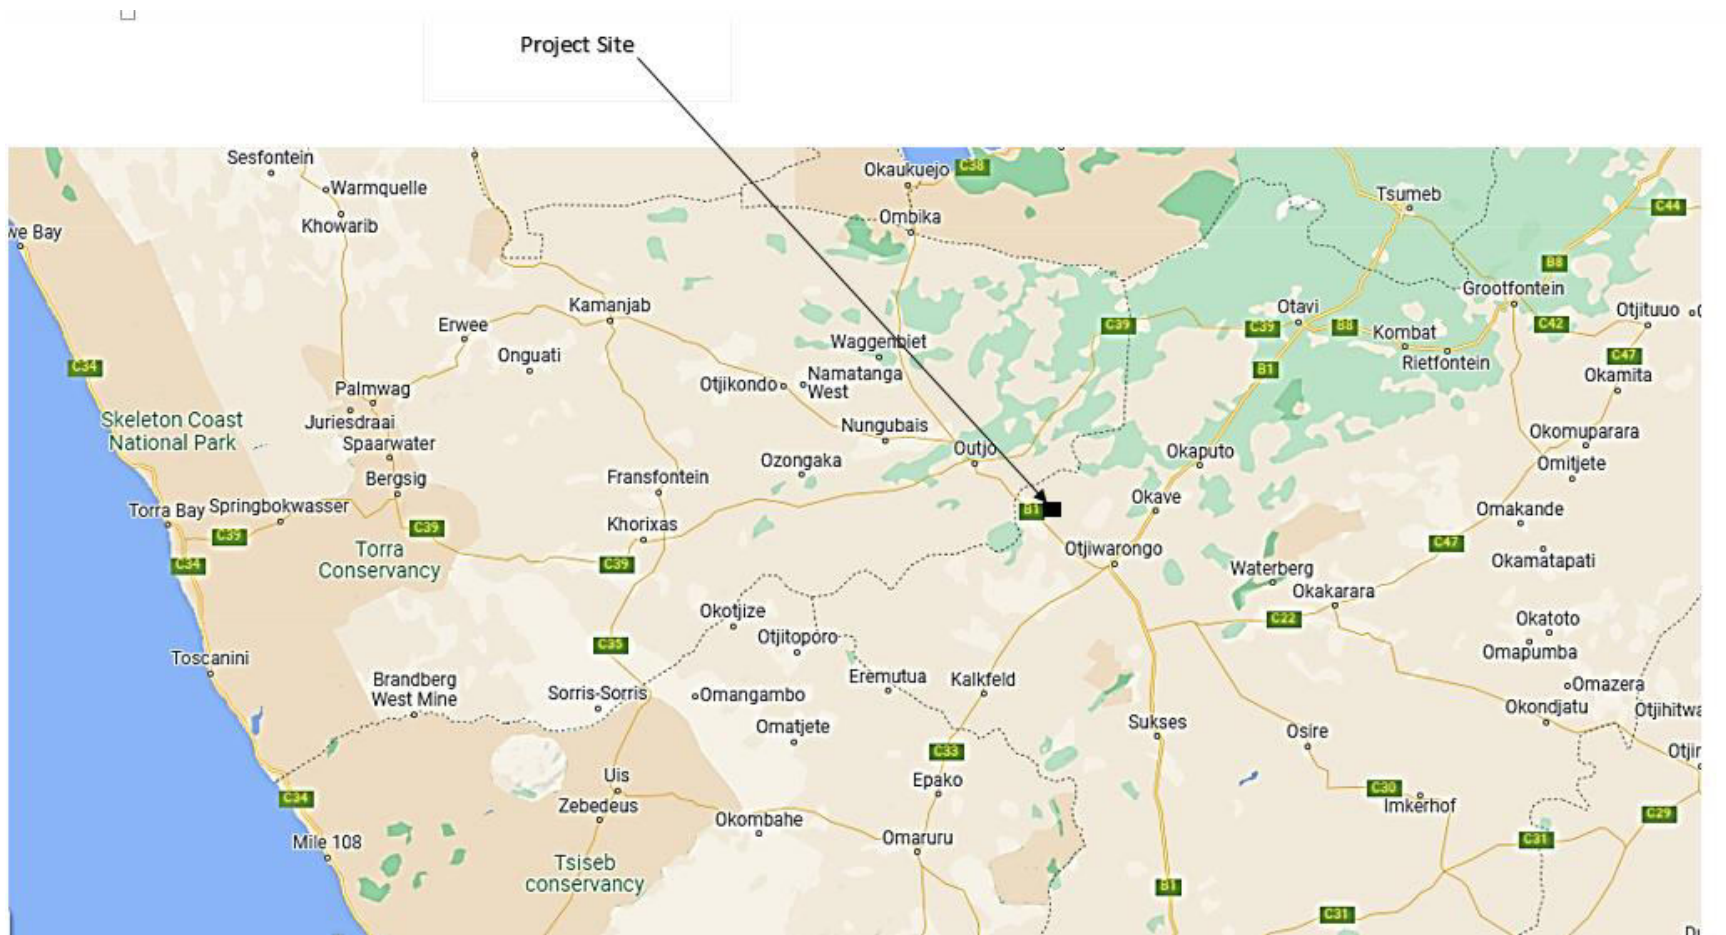 Project Site
Sesfontein
Warmquelle
Khowarib
Okaukuejo
C38
Ombika
Tsumeb
C44
we Bay
B8
Grootfontein
Kamanjab
Otavi
Otjituuo
Erwee
C39
C39
B8
Kombat
C42
Onguati
Waggenbiet
Rietfontein
C47
C34
B1
Okamita
Palmwag
Otjikondo
Namatanga
West
Juriesdraai
Skeleton Coast
National Park
Spaarwater
Nungubais
Outjo
Okaputo
Okomuparara
Omitjete
Ozongaka
Bergsig
Fransfontein
Okave
Torra Bay
Springbokwasser
B1
Omakande
C39
C39
Khorixas
C47
Torra
Conservancy
Otjiwarongo
Okamatapati
C34
C39
Waterberg
Okakarara
Okotjize
C22
Okatoto
Otjitoporo
C35
Omapumba
Toscanini
Brandberg
West Mine
Eremutua
Kalkfeld
Omazera
Sorris-Sorris
Omangambo
Okondjatu
Otjihitwa
Omatjete
Sukses
Osire
C33
Otjir
Uis
Epako
C30
C34
Zebedeus
Imkerhof
Okombahe
C29
Mile 108
Omaruru
C31
Tsiseb
conservancy
B1
C31